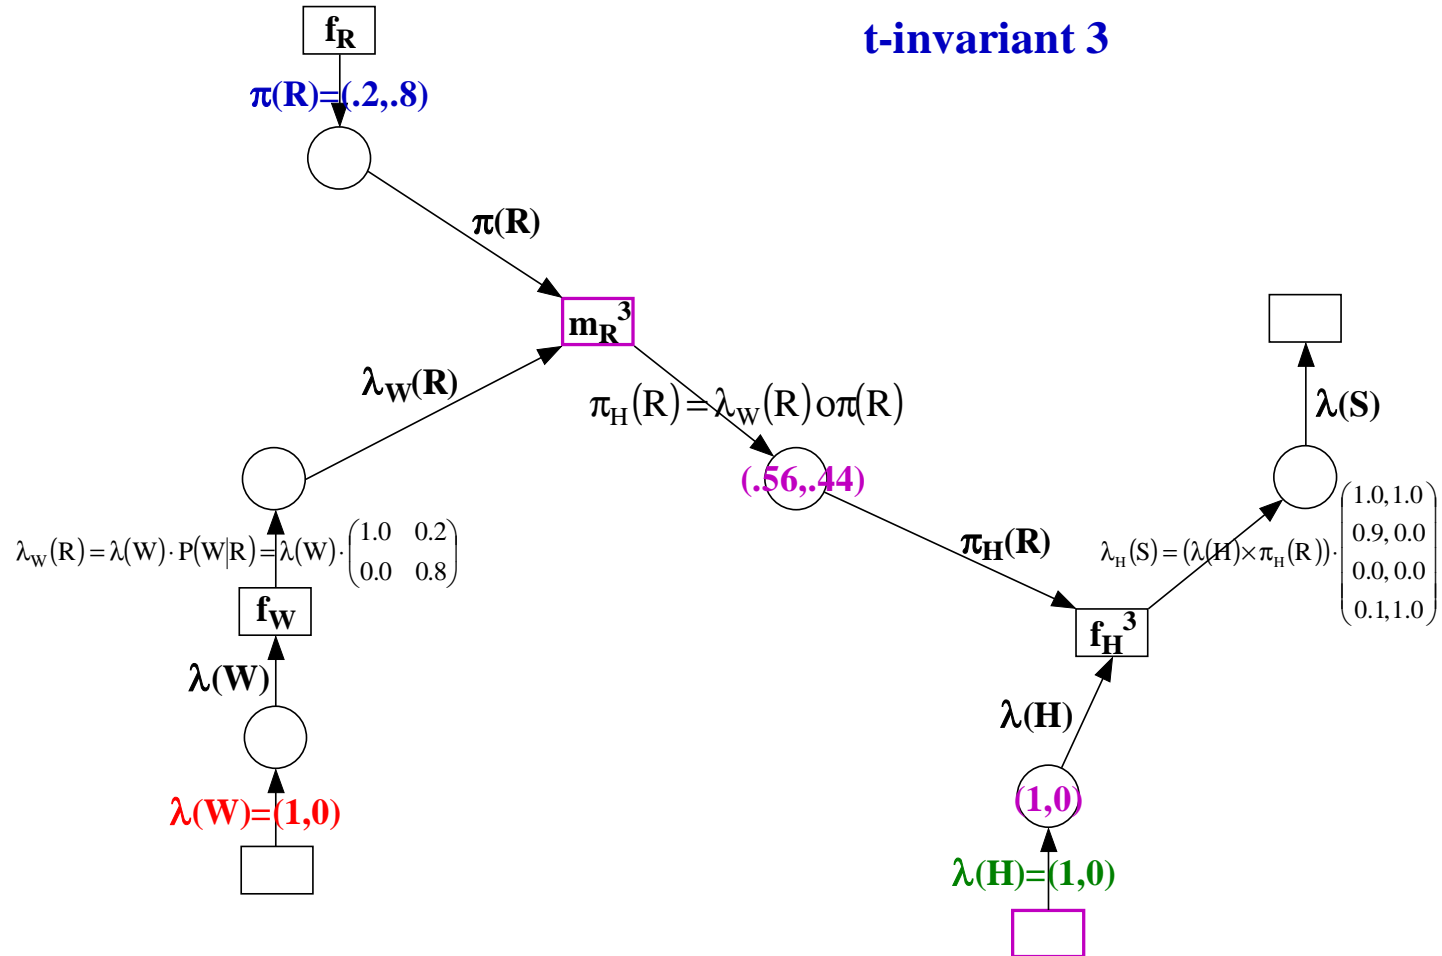 f_R
t-invariant 3
π(R)=(.2,.8)
π(R)
m_R^3
λ_W(R)
π_H(R) = λ_W(R) o π(R)
λ(S)
(.56,.44)
λ_W(R) = λ(W) · P(W|R) = λ(W) · (1.0 0.2
0.0 0.8)
π_H(R)
λ_H(S) = (λ(H) × π_H(R)) · (1.0, 1.0
0.9, 0.0
0.0, 0.0
0.1, 1.0)
f_W
f_H^3
λ(W)
λ(H)
(1,0)
λ(W)=(1,0)
λ(H)=(1,0)